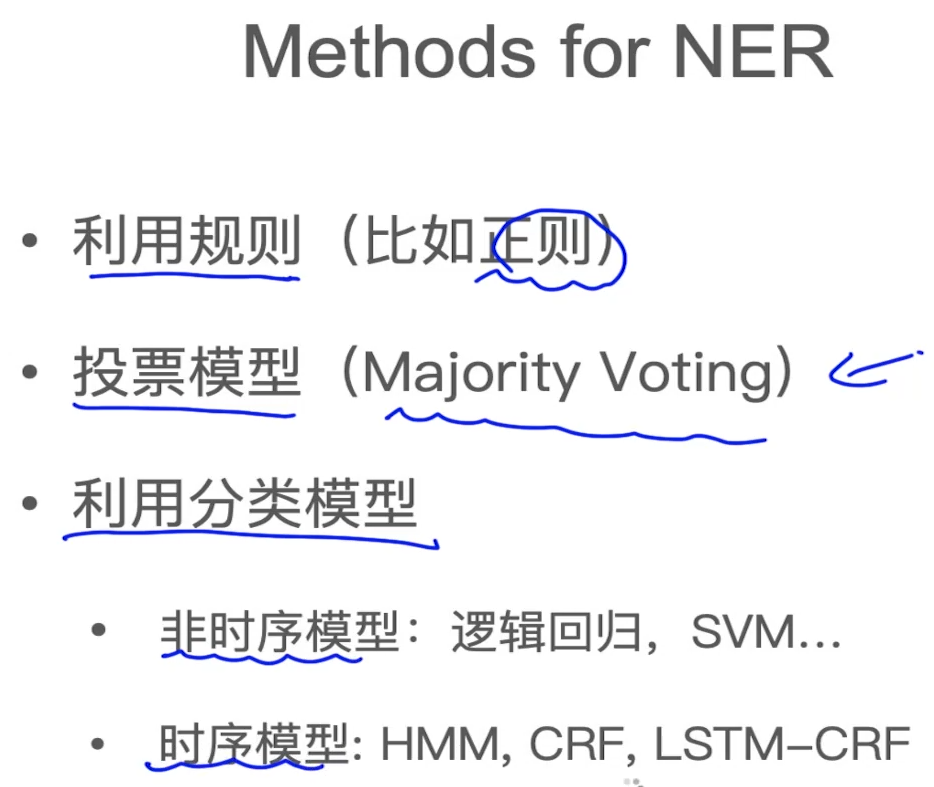 Methods for NER
• 利用规则（比如正则）
• 投票模型（Majority Voting）
• 利用分类模型
• 非时序模型：逻辑回归，SVM...
• 时序模型: HMM, CRF, LSTM-CRF